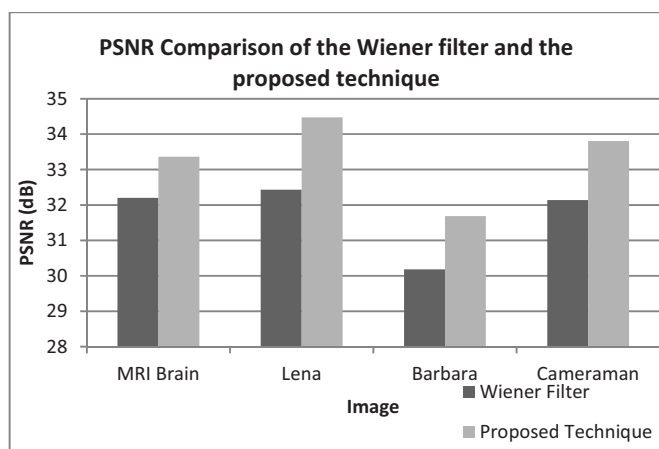 PSNR Comparison of the Wiener filter and the
proposed technique
35
34
33
32
31
30
29
28
PSNR (dB)
MRI Brain Lena Barbara Cameraman
Image
Wiener Filter
Proposed Technique